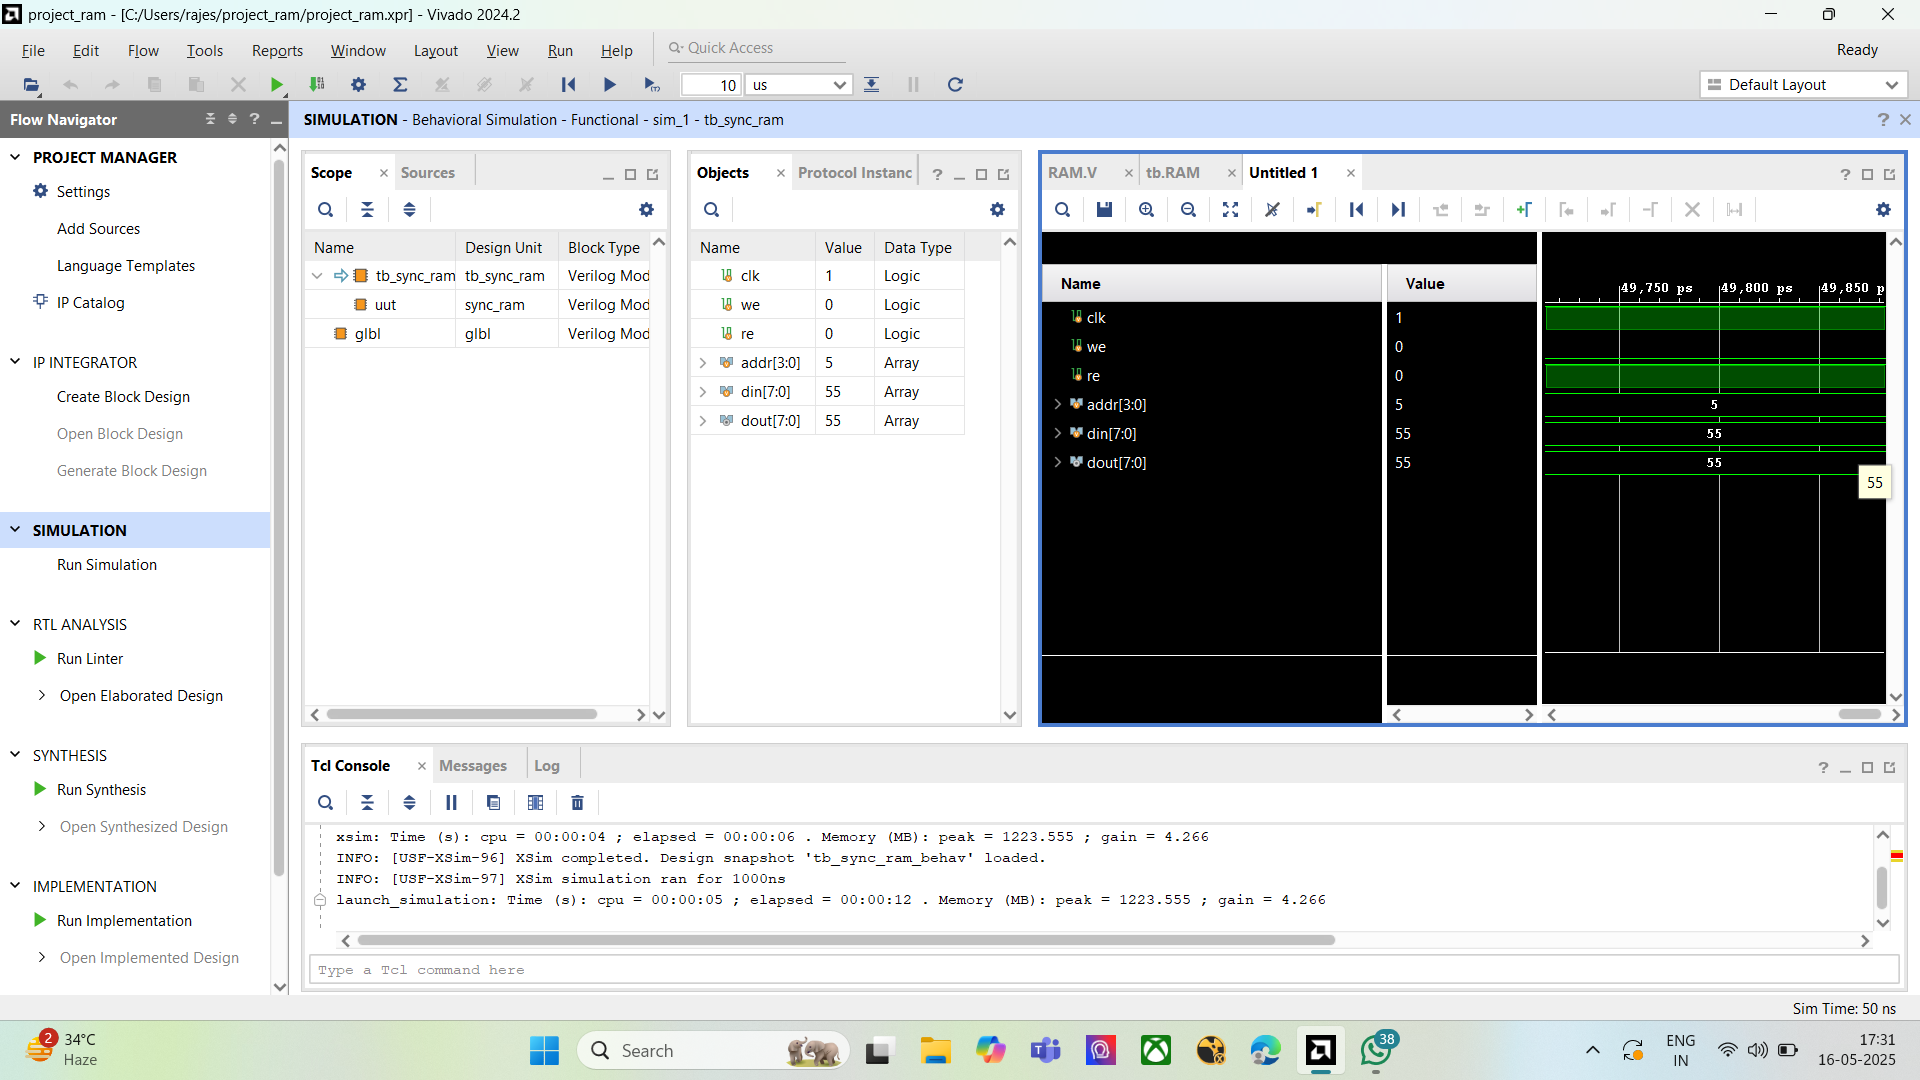 project_ram - [C:/Users/rajes/project_ram/project_ram.xpr] - Vivado 2024.2
File Edit Flow Tools Reports Window Layout View Run Help Quick Access Ready
10 us Default Layout
Flow Navigator
PROJECT MANAGER
Settings
Add Sources
Language Templates
IP Catalog
IP INTEGRATOR
Create Block Design
Open Block Design
Generate Block Design
SIMULATION
Run Simulation
RTL ANALYSIS
Run Linter
Open Elaborated Design
SYNTHESIS
Run Synthesis
Open Synthesized Design
IMPLEMENTATION
Run Implementation
Open Implemented Design
SIMULATION - Behavioral Simulation - Functional - sim_1 - tb_sync_ram
Scope Sources
Name Design Unit Block Type
tb_sync_ram tb_sync_ram Verilog Mod
uut sync_ram Verilog Mod
glbl glbl Verilog Mod
Objects Protocol Instanc
Name Value Data Type
clk 1 Logic
we 0 Logic
re 0 Logic
addr[3:0] 5 Array
din[7:0] 55 Array
dout[7:0] 55 Array
RAM.V tb.RAM Untitled 1
Name Value 49,750 ps 49,800 ps 49,850 p
clk 1
we 0
re 0
addr[3:0] 5 5
din[7:0] 55 55
dout[7:0] 55 55
55
Tcl Console Messages Log
xsim: Time (s): cpu = 00:00:04 ; elapsed = 00:00:06 . Memory (MB): peak = 1223.555 ; gain = 4.266
INFO: [USF-XSim-96] XSim completed. Design snapshot 'tb_sync_ram_behav' loaded.
INFO: [USF-XSim-97] XSim simulation ran for 1000ns
launch_simulation: Time (s): cpu = 00:00:05 ; elapsed = 00:00:12 . Memory (MB): peak = 1223.555 ; gain = 4.266
Type a Tcl command here
Sim Time: 50 ns
2 34°C
Haze
Search
38
ENG
IN
17:31
16-05-2025